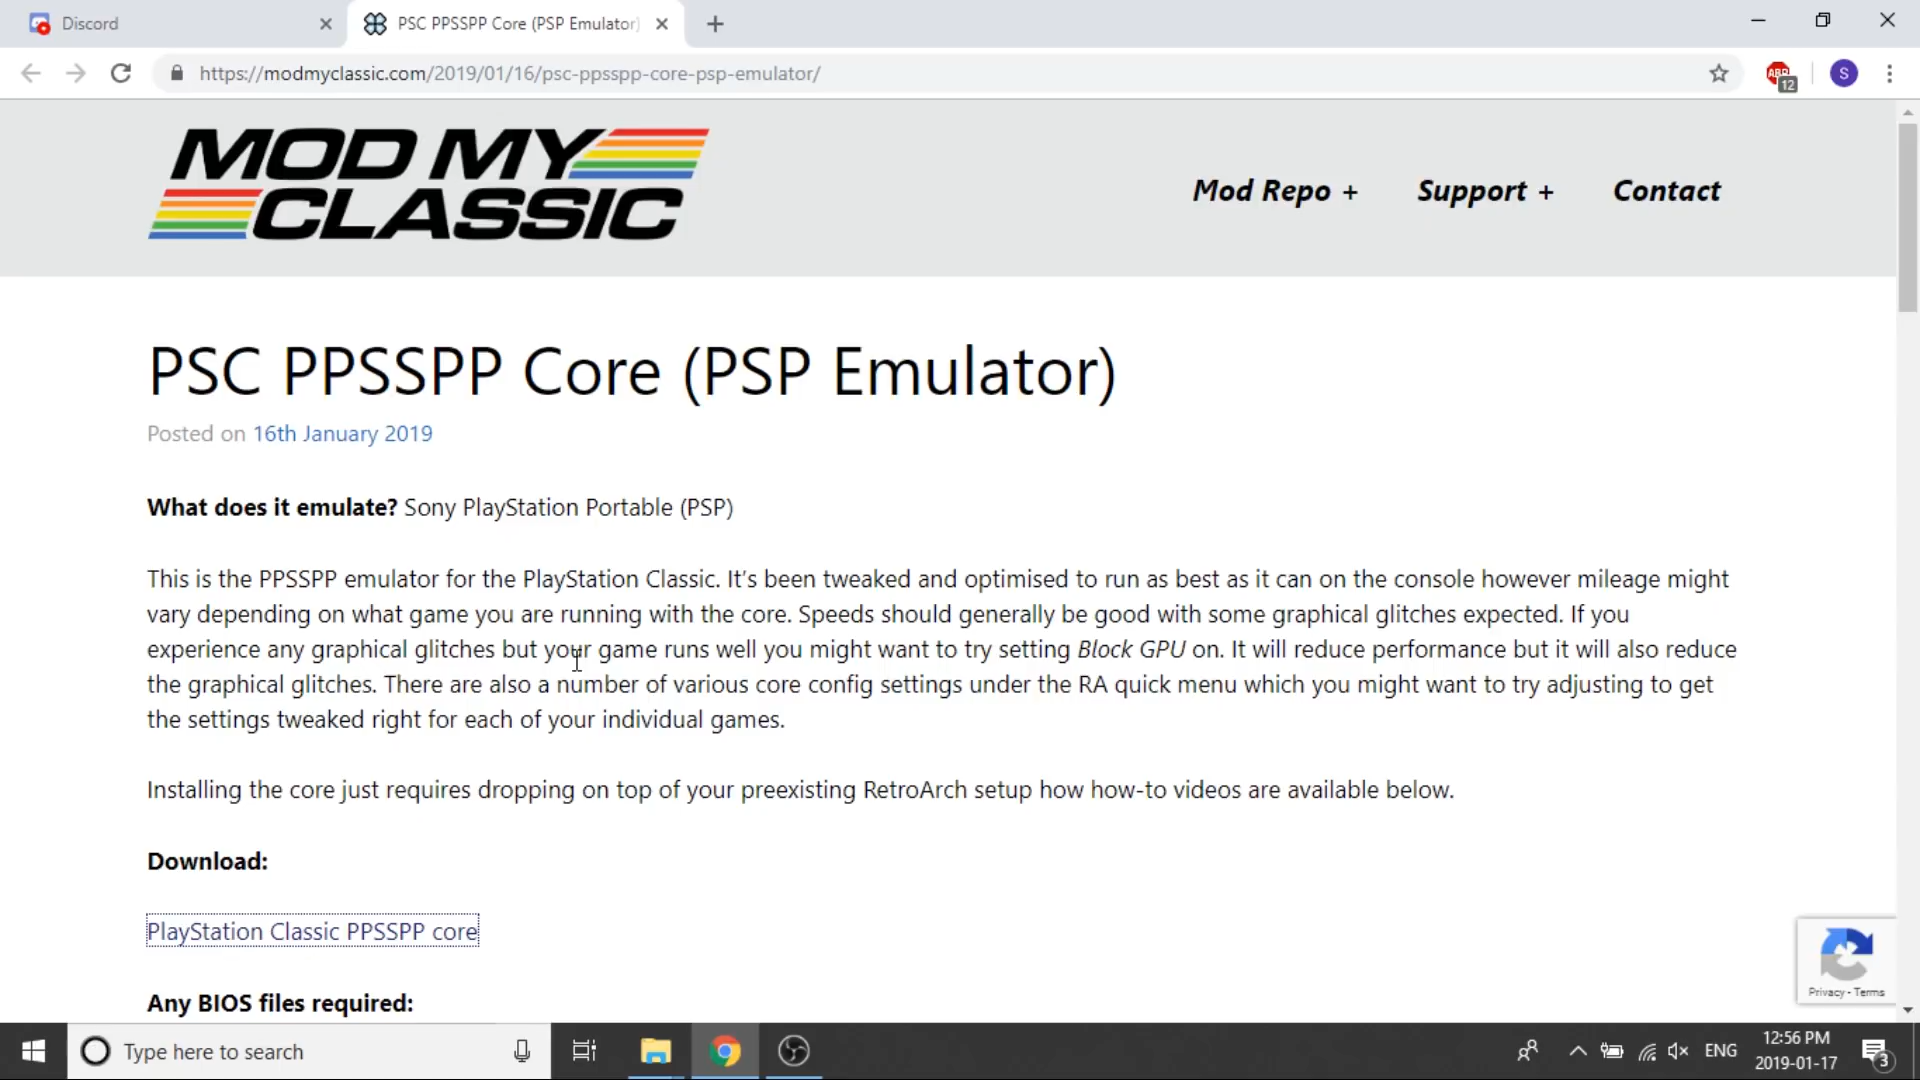 Discord
PSC PPSSPP Core (PSP Emulator)
https://modmyclassic.com/2019/01/16/psc-ppsspp-core-psp-emulator/
ABP
12
S
MOD MY
CLASSIC
Mod Repo + Support + Contact
PSC PPSSPP Core (PSP Emulator)
Posted on 16th January 2019
What does it emulate? Sony PlayStation Portable (PSP)
This is the PPSSPP emulator for the PlayStation Classic. It’s been tweaked and optimised to run as best as it can on the console however mileage might
vary depending on what game you are running with the core. Speeds should generally be good with some graphical glitches expected. If you
experience any graphical glitches but your game runs well you might want to try setting Block GPU on. It will reduce performance but it will also reduce
the graphical glitches. There are also a number of various core config settings under the RA quick menu which you might want to try adjusting to get
the settings tweaked right for each of your individual games.
Installing the core just requires dropping on top of your preexisting RetroArch setup how how-to videos are available below.
Download:
PlayStation Classic PPSSPP core
Privacy - Terms
Any BIOS files required:
Type here to search
ENG
12:56 PM
2019-01-17
3